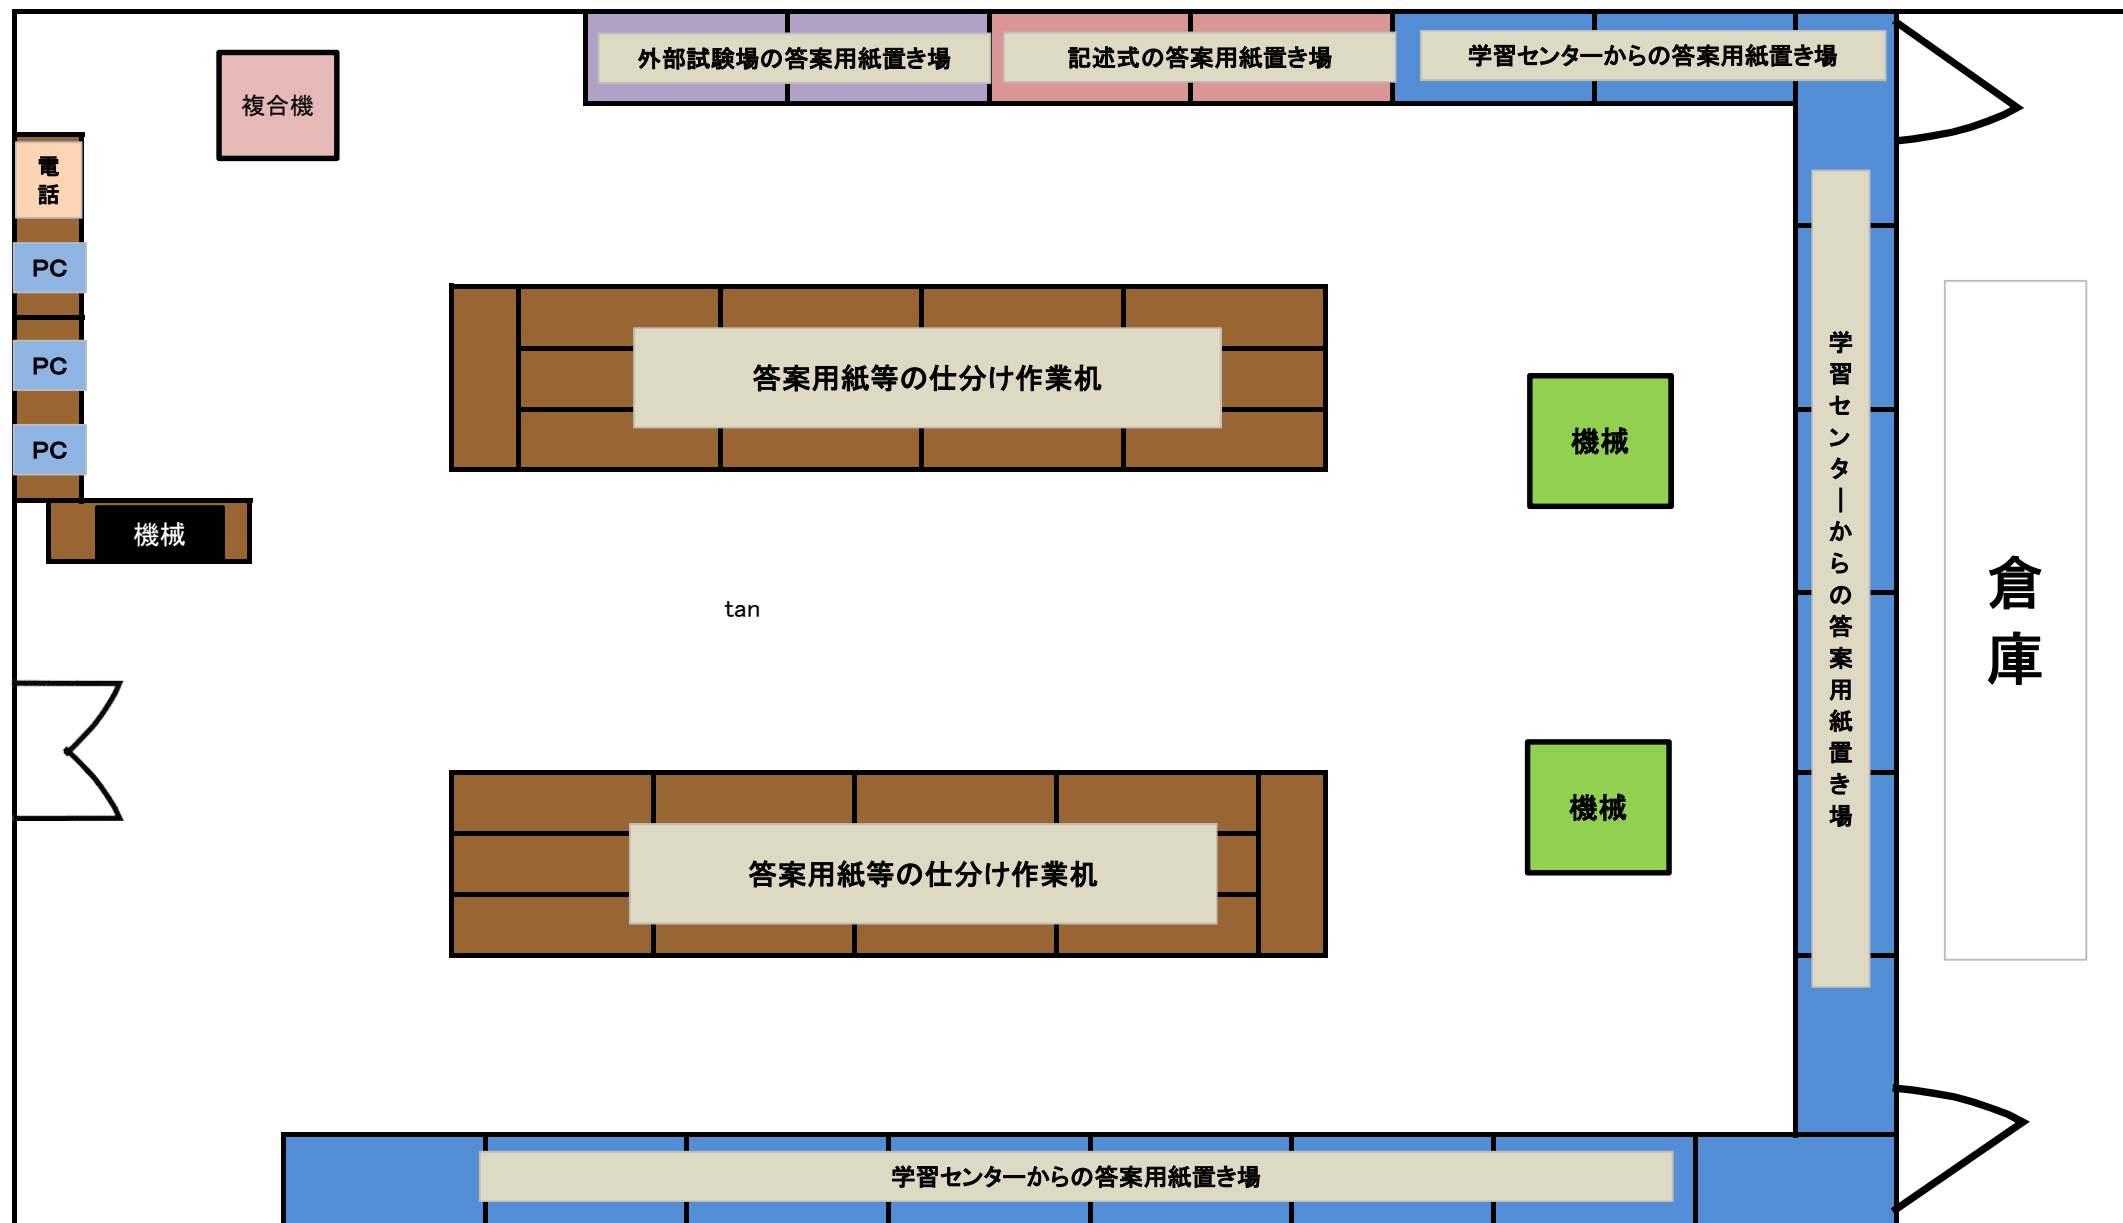 外部試験場の答案用紙置き場
記述式の答案用紙置き場
学習センターからの答案用紙置き場
複合機
電話
PC
PC
PC
機械
答案用紙等の仕分け作業机
機械
学習センターからの答案用紙置き場
倉庫
tan
機械
答案用紙等の仕分け作業机
学習センターからの答案用紙置き場